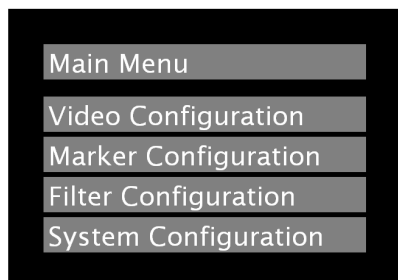 Main Menu
Video Configuration
Marker Configuration
Filter Configuration
System Configuration